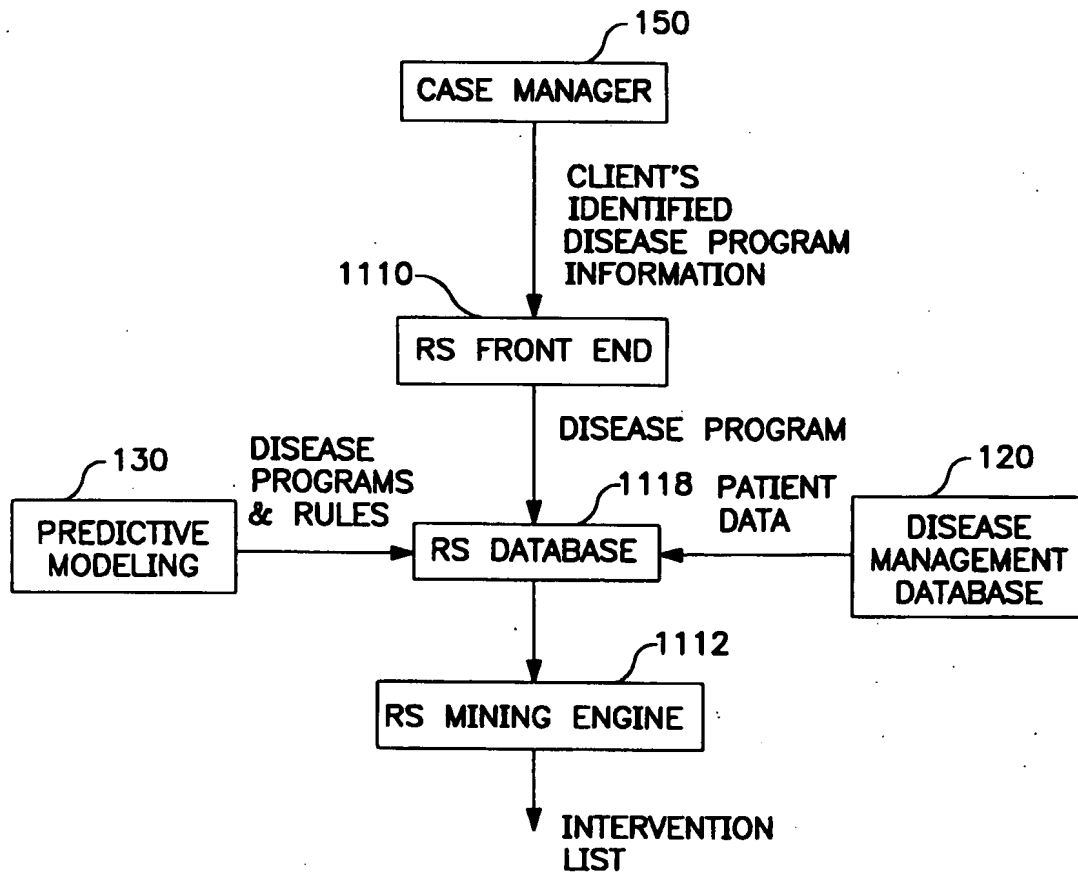 150
CASE MANAGER
CLIENT'S
IDENTIFIED
DISEASE PROGRAM
INFORMATION
1110
RS FRONT END
DISEASE PROGRAM
130
PREDICTIVE
MODELING
DISEASE
PROGRAMS
& RULES
1118
RS DATABASE
PATIENT
DATA
120
DISEASE
MANAGEMENT
DATABASE
1112
RS MINING ENGINE
INTERVENTION
LIST